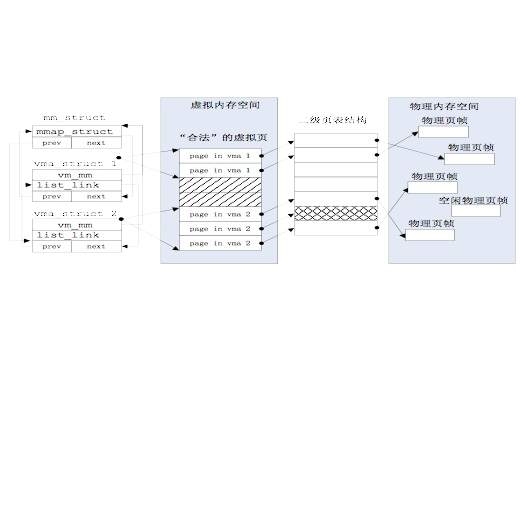 mm_struct
mmap_struct
prev next
vma_struct 1
vm_mm
list_link
prev next
vma_struct 2
vm_mm
list_link
prev next
虚拟内存空间
“合法”的虚拟页
page in vma 1
page in vma 1
page in vma 2
page in vma 2
page in vma 2
二级页表结构
物理内存空间
物理页帧
物理页帧
物理页帧
空闲物理页帧
物理页帧